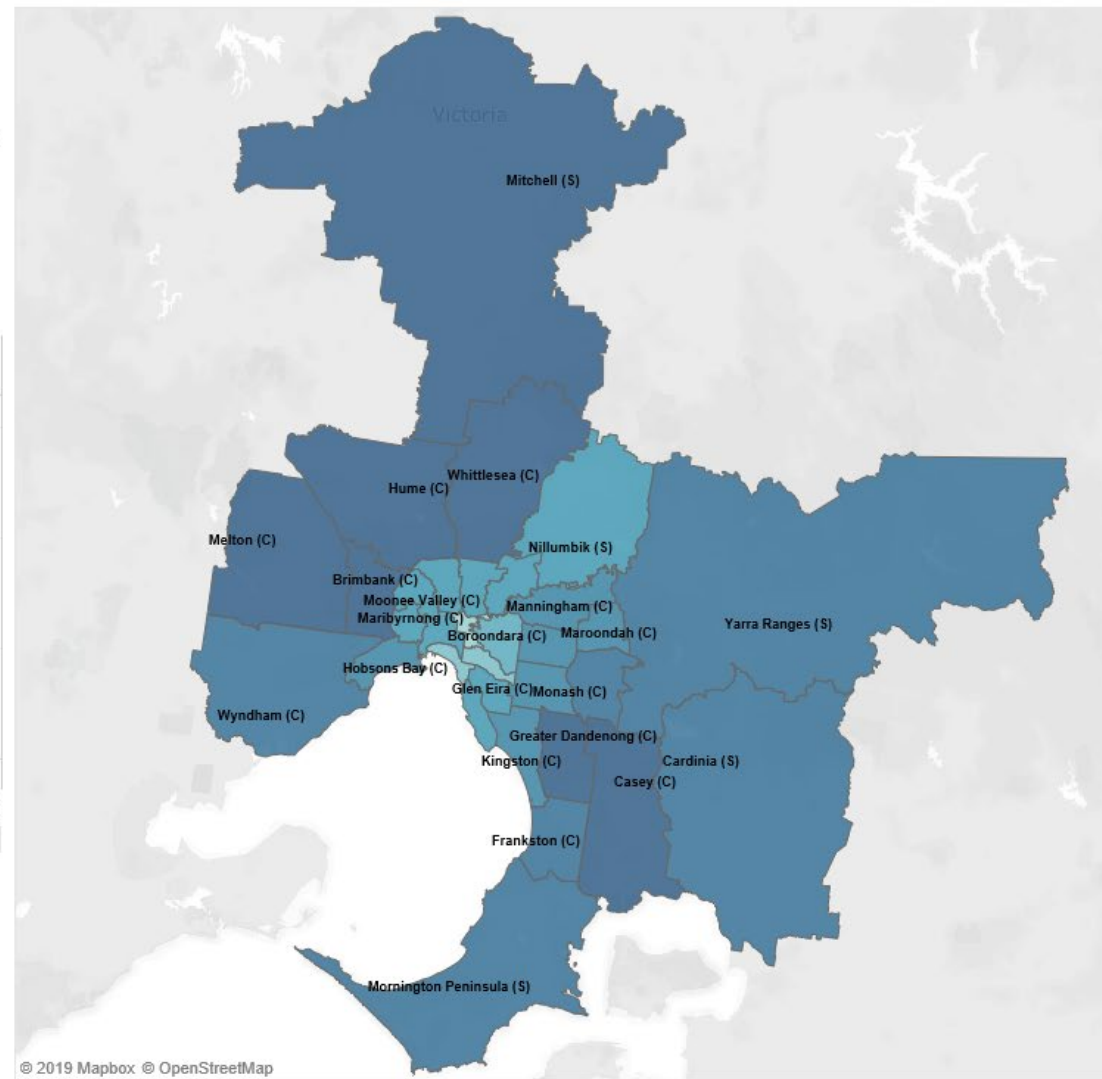 Victoria
Mitchell (S)
Whittlesea (C)
Hume (C)
Melton (C)
Nillumbik (S)
Brimbank (C)
Moonee Valley (C)
Manningham (C)
Maribyrnong (C)
Yarra Ranges (S)
Boroondara (C)
Maroondah (C)
Hobsons Bay (C)
Glen Eira (C)
Monash (C)
Wyndham (C)
Greater Dandenong (C)
Kingston (C)
Cardinia (S)
Casey (C)
Frankston (C)
Mornington Peninsula (S)
© 2019 Mapbox © OpenStreetMap